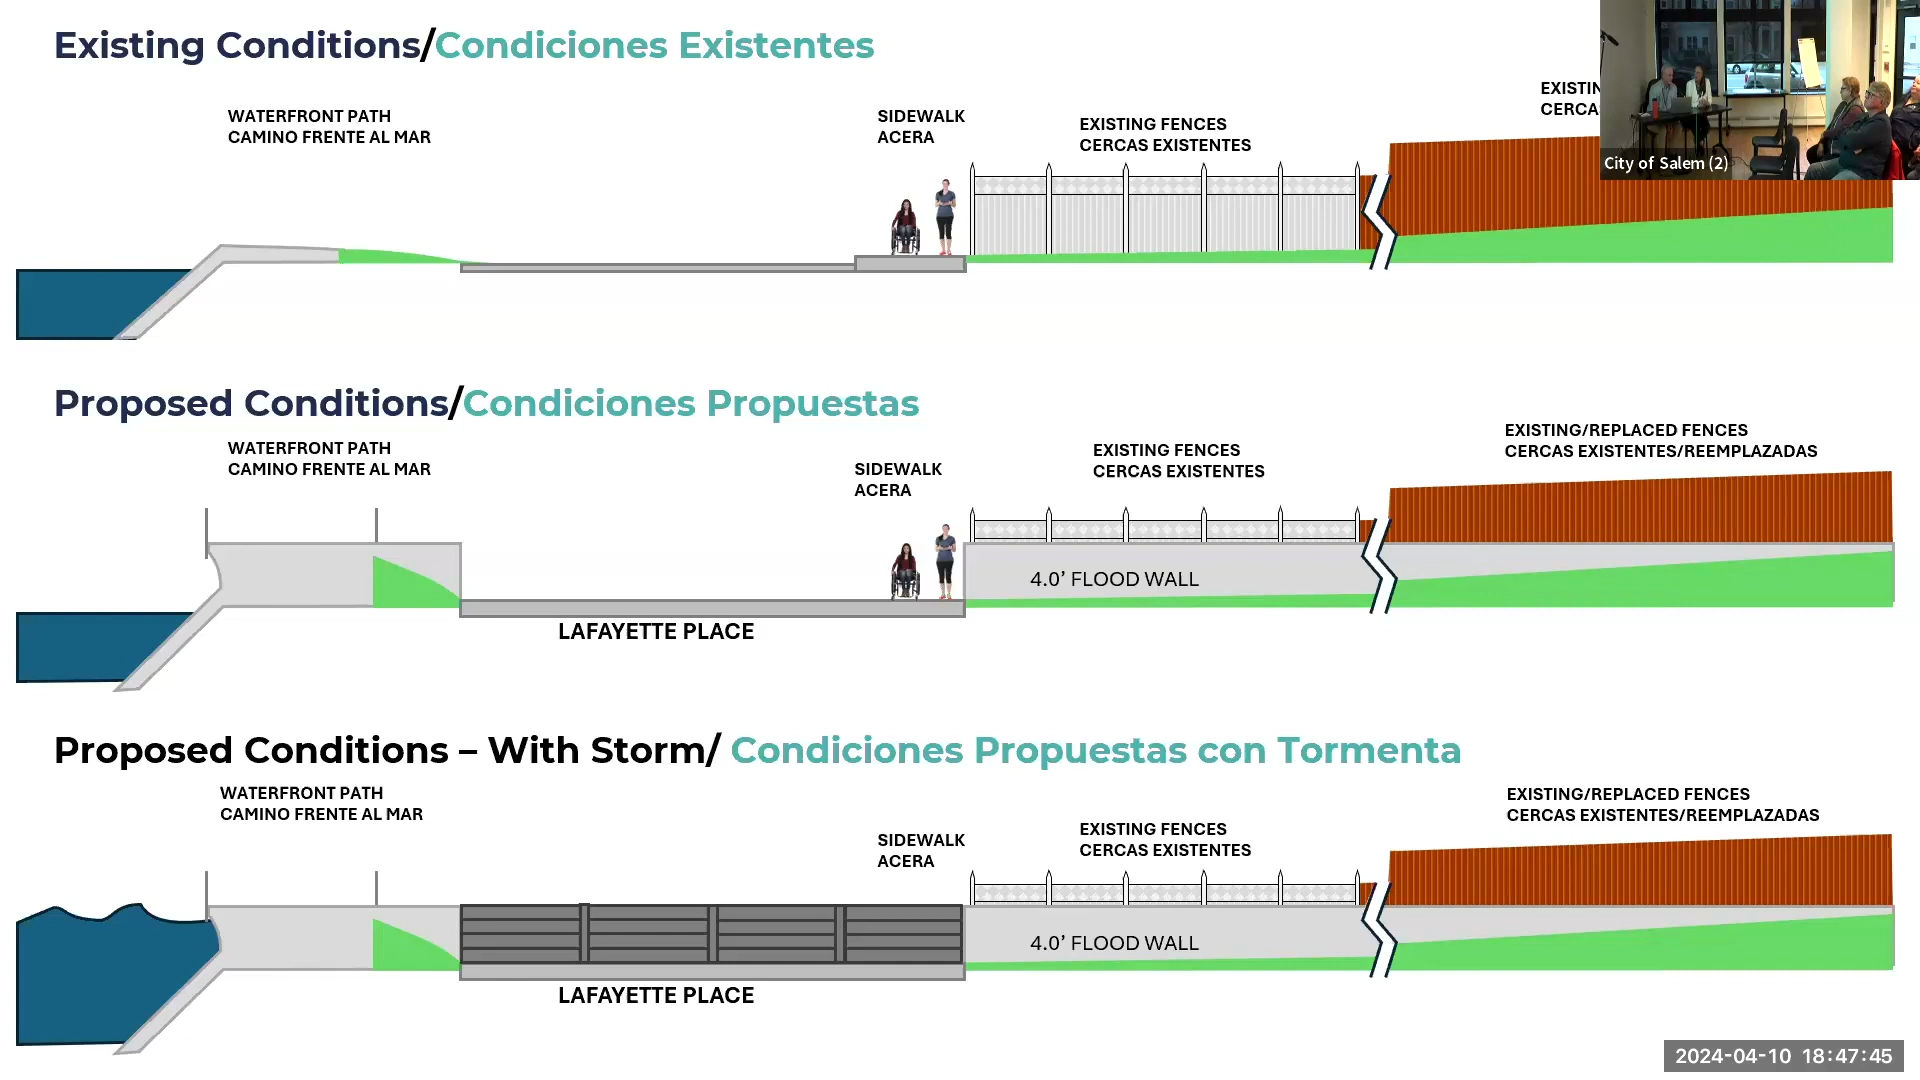 Existing Conditions/Condiciones Existentes
WATERFRONT PATH
CAMINO FRENTE AL MAR
SIDEWALK
ACERA
EXISTING FENCES
CERCAS EXISTENTES
CERCAS
City of Salem (2)
Proposed Conditions/Condiciones Propuestas
WATERFRONT PATH
CAMINO FRENTE AL MAR
SIDEWALK
ACERA
EXISTING FENCES
CERCAS EXISTENTES
EXISTING/REPLACED FENCES
CERCAS EXISTENTES/REEMPLAZADAS
4.0’ FLOOD WALL
LAFAYETTE PLACE
Proposed Conditions – With Storm/ Condiciones Propuestas con Tormenta
WATERFRONT PATH
CAMINO FRENTE AL MAR
SIDEWALK
ACERA
EXISTING FENCES
CERCAS EXISTENTES
EXISTING/REPLACED FENCES
CERCAS EXISTENTES/REEMPLAZADAS
4.0’ FLOOD WALL
LAFAYETTE PLACE
2024-04-10 18:47:45